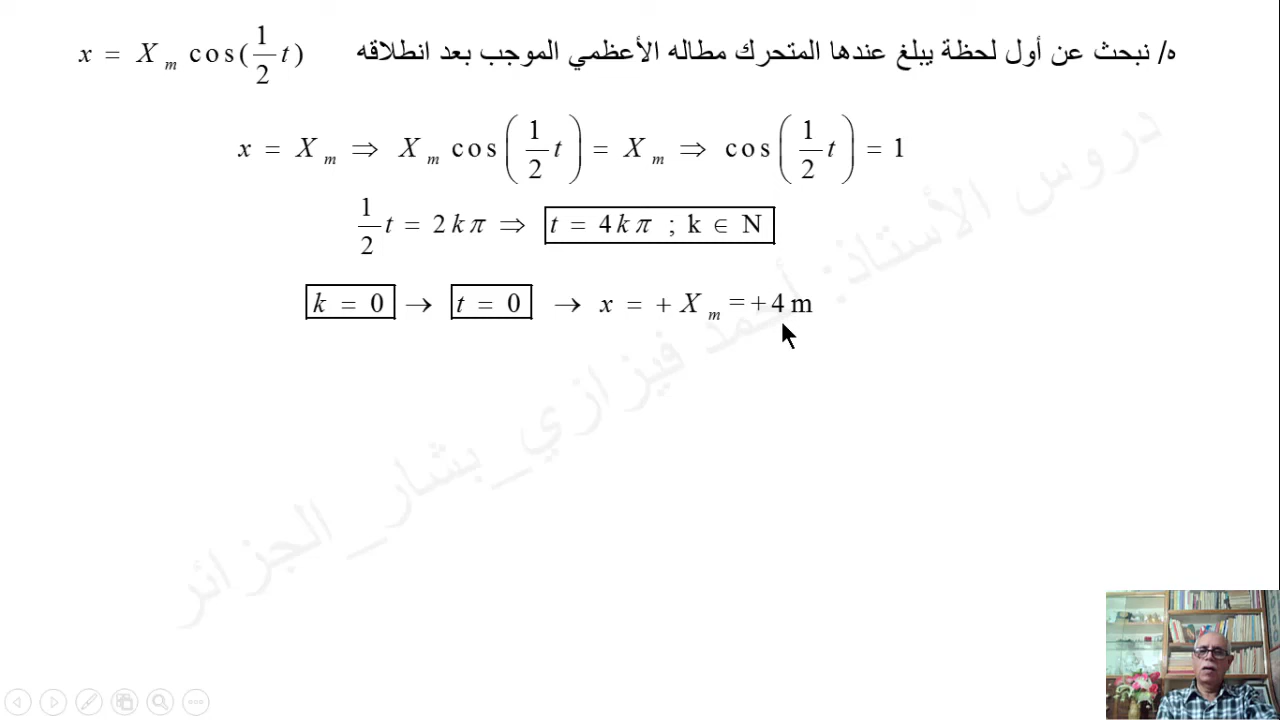 ه/ نبحث عن أول لحظة يبلغ عندها المتحرك مطاله الأعظمي الموجب بعد انطلاقه x = X_m cos(1/2 t)
x = X_m ⇒ X_m cos(1/2 t) = X_m ⇒ cos(1/2 t) = 1
1/2 t = 2kπ ⇒ t = 4kπ ; k ∈ N
k = 0 → t = 0 → x = + X_m = +4 m
دروس الأستاذ: أحمد فيزازي_بشار_الجزائر